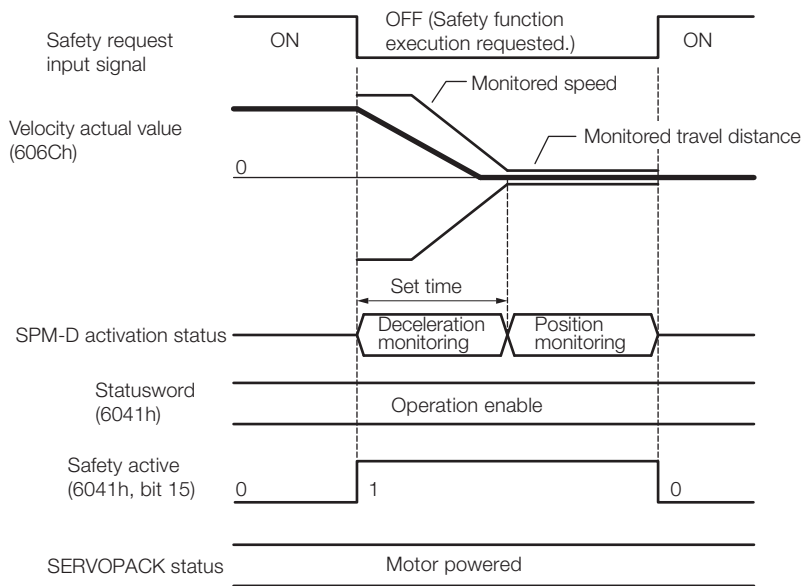 Safety request
input signal
ON
OFF (Safety function
execution requested.)
ON
Monitored speed
Velocity actual value
(606Ch)
Monitored travel distance
0
Set time
SPM-D activation status
Deceleration
monitoring
Position
monitoring
Statusword
(6041h)
Operation enable
Safety active
(6041h, bit 15)
0
1
0
SERVOPACK status
Motor powered